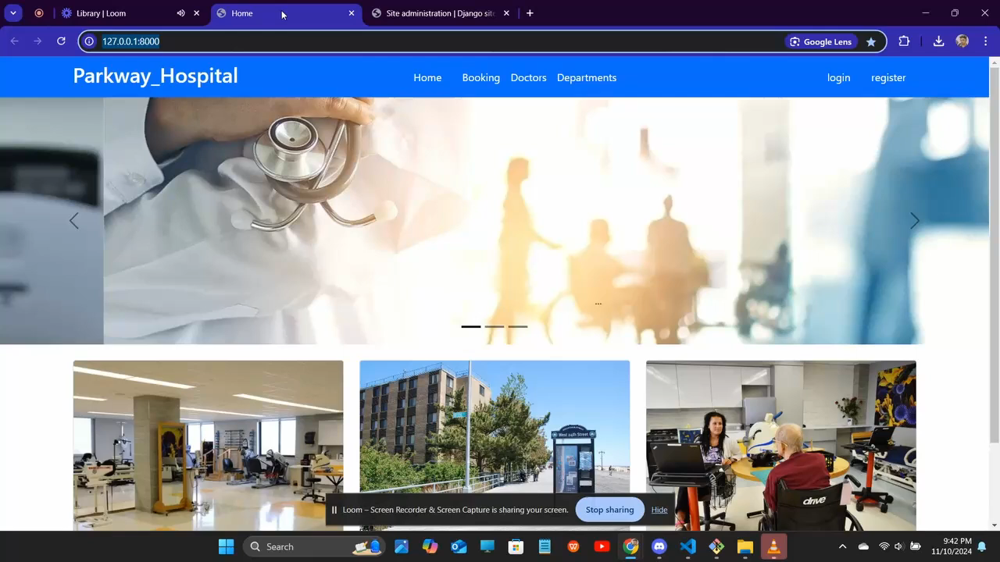 Library | Loom
Home
Site administration | Django site
127.0.0.1:8000
Google Lens
Parkway_Hospital
Home
Booking
Doctors
Departments
login
register
...
West 24th Street
drive
Loom – Screen Recorder & Screen Capture is sharing your screen.
Stop sharing
Hide
Search
9:42 PM
11/10/2024